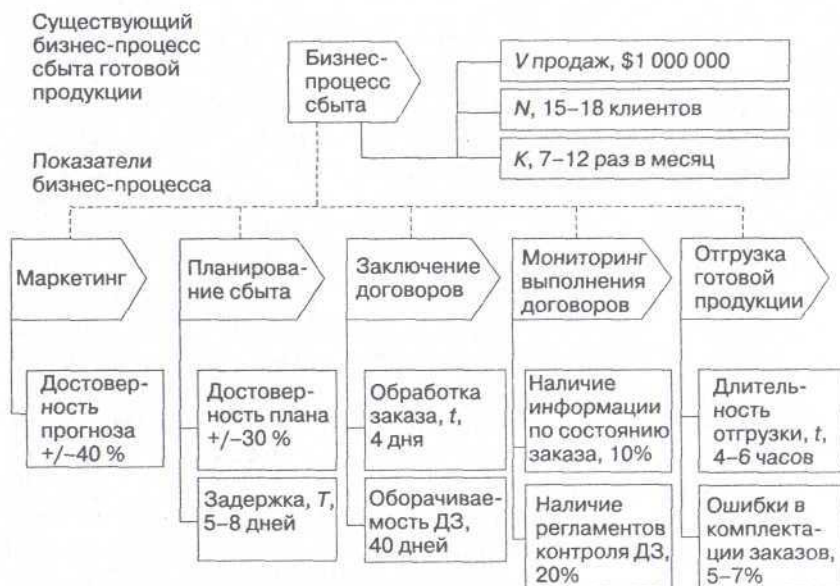 Существующий
бизнес-процесс
сбыта готовой
продукции
Бизнес-
процесс
сбыта
V продаж, $1 000 000
N, 15–18 клиентов
K, 7–12 раз в месяц
Показатели
бизнес-процесса
Маркетинг
Планирова-
ние сбыта
Заключение
договоров
Мониторинг
выполнения
договоров
Отгрузка
готовой
продукции
Достовер-
ность
прогноза
+/–40 %
Достовер-
ность плана
+/–30 %
Задержка, T,
5–8 дней
Обработка
заказа, t,
4 дня
Оборачивае-
мость ДЗ,
40 дней
Наличие
информации
по состоянию
заказа, 10%
Наличие
регламентов
контроля ДЗ,
20%
Длитель-
ность
отгрузки, t,
4–6 часов
Ошибки в
комплекта-
ции заказов,
5–7%